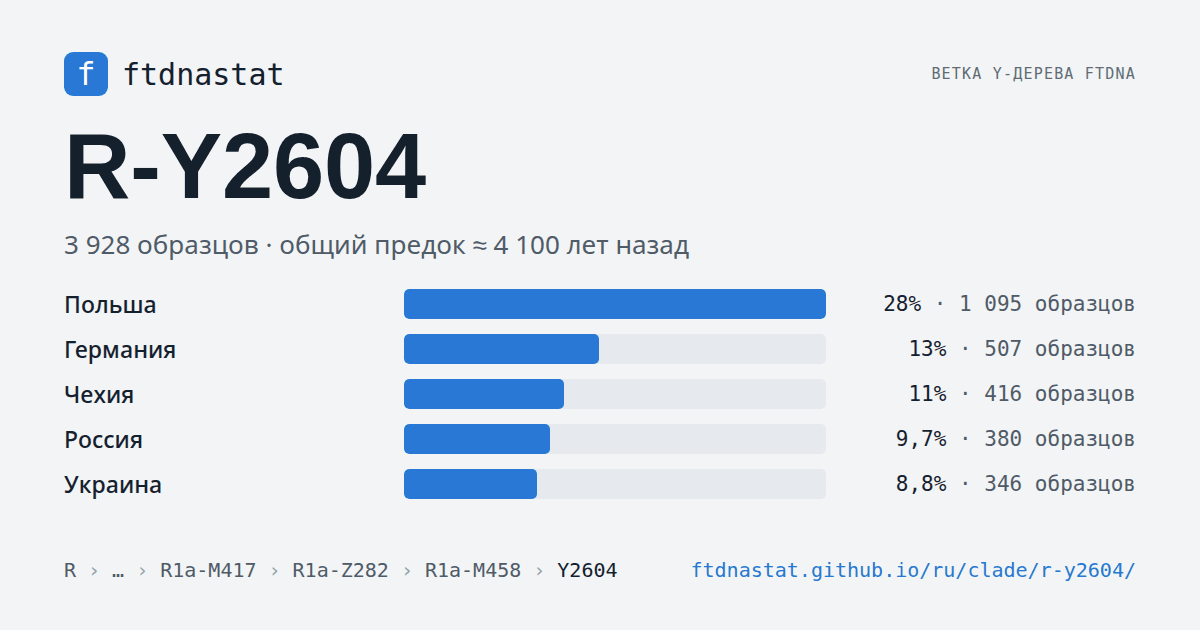 f ftdnastat
ВЕТКА Y-ДЕРЕВА FTDNA
R-Y2604
3 928 образцов · общий предок ≈ 4 100 лет назад
Польша 28% · 1 095 образцов
Германия 13% · 507 образцов
Чехия 11% · 416 образцов
Россия 9,7% · 380 образцов
Украина 8,8% · 346 образцов
R › … › R1a-M417 › R1a-Z282 › R1a-M458 › Y2604
ftdnastat.github.io/ru/clade/r-y2604/